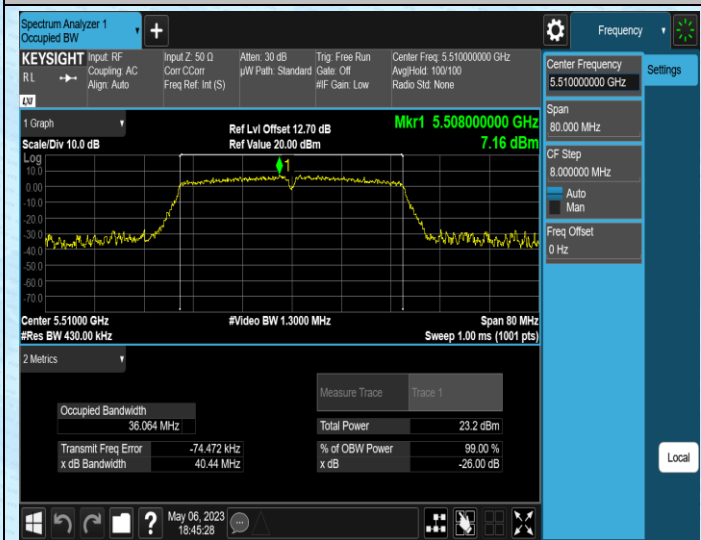 Spectrum Analyzer 1
Occupied BW
Frequency
KEYSIGHT
R L
LXI
Input: RF
Coupling: AC
Align: Auto
Input Z: 50 Ω
Corr CCorr
Freq Ref: Int (S)
Atten: 30 dB
µW Path: Standard
Trig: Free Run
Gate: Off
#IF Gain: Low
Center Freq: 5.510000000 GHz
Avg|Hold: 100/100
Radio Std: None
Center Frequency
5.510000000 GHz
Settings
Span
80.000 MHz
CF Step
8.000000 MHz
Auto
Man
Freq Offset
0 Hz
1 Graph
Scale/Div 10.0 dB
Ref Lvl Offset 12.70 dB
Ref Value 20.00 dBm
Mkr1 5.508000000 GHz
7.16 dBm
Log
10.0
0.00
-10.0
-20.0
-30.0
-40.0
-50.0
-60.0
-70.0
1
Center 5.51000 GHz
#Res BW 430.00 kHz
#Video BW 1.3000 MHz
Span 80 MHz
Sweep 1.00 ms (1001 pts)
2 Metrics
Measure Trace Trace 1
Occupied Bandwidth
36.064 MHz
Total Power 23.2 dBm
Transmit Freq Error -74.472 kHz
% of OBW Power 99.00 %
x dB Bandwidth 40.44 MHz
x dB -26.00 dB
Local
May 06, 2023
18:45:28